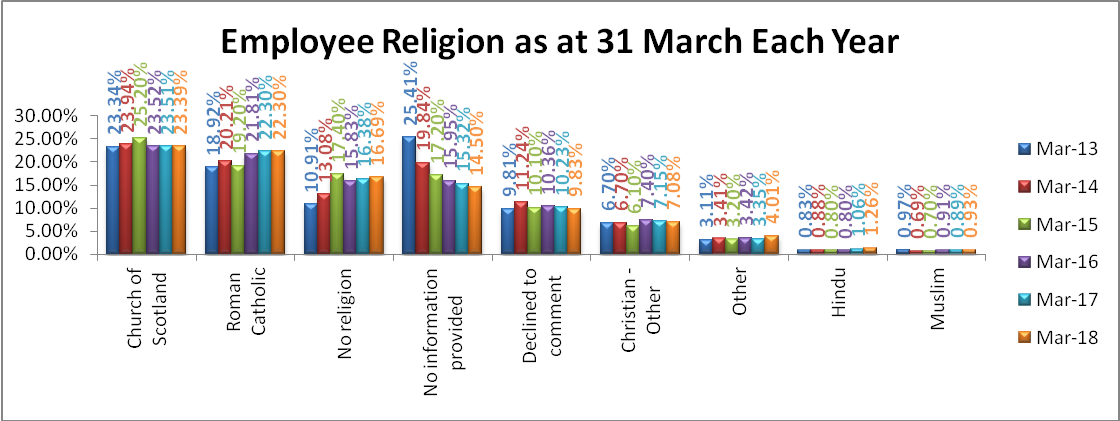 Employee Religion as at 31 March Each Year
30.00%
25.00%
20.00%
15.00%
10.00%
5.00%
0.00%
23.34%
23.94%
25.20%
23.52%
23.51%
23.39%
18.92%
20.21%
19.20%
21.81%
22.30%
22.30%
10.91%
13.08%
17.40%
15.83%
16.38%
16.69%
25.41%
19.84%
17.20%
15.95%
15.37%
14.50%
9.81%
11.24%
10.10%
10.36%
10.23%
9.83%
6.70%
6.70%
6.10%
7.40%
7.15%
7.08%
3.11%
3.41%
3.20%
3.42%
3.35%
4.01%
0.83%
0.88%
0.80%
0.80%
1.06%
1.26%
0.97%
0.69%
0.70%
0.91%
0.89%
0.93%
Church of
Scotland
Roman
Catholic
No religion
No information
provided
Declined to
comment
Christian -
Other
Other
Hindu
Muslim
Mar-13
Mar-14
Mar-15
Mar-16
Mar-17
Mar-18